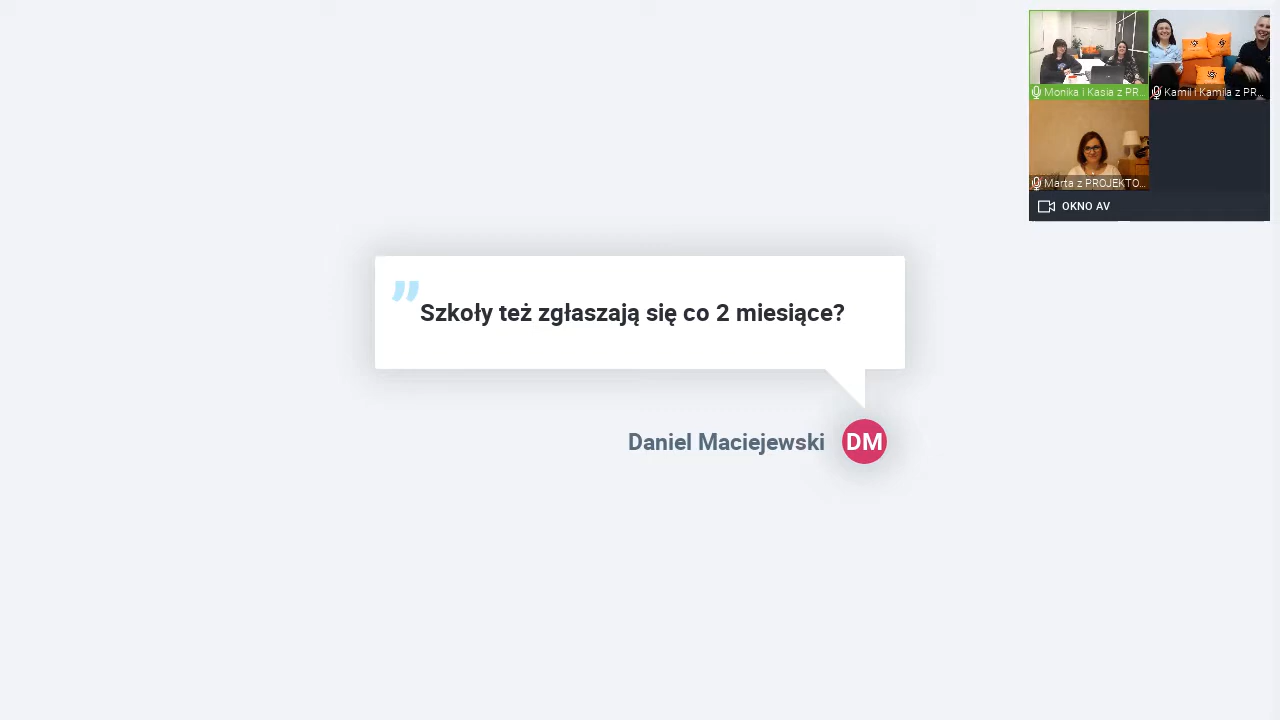 Monika i Kasia z PR...
Kamil i Kamila z PR...
Marta z PROJEKTO...
OKNO AV
” Szkoły też zgłaszają się co 2 miesiące?
Daniel Maciejewski DM